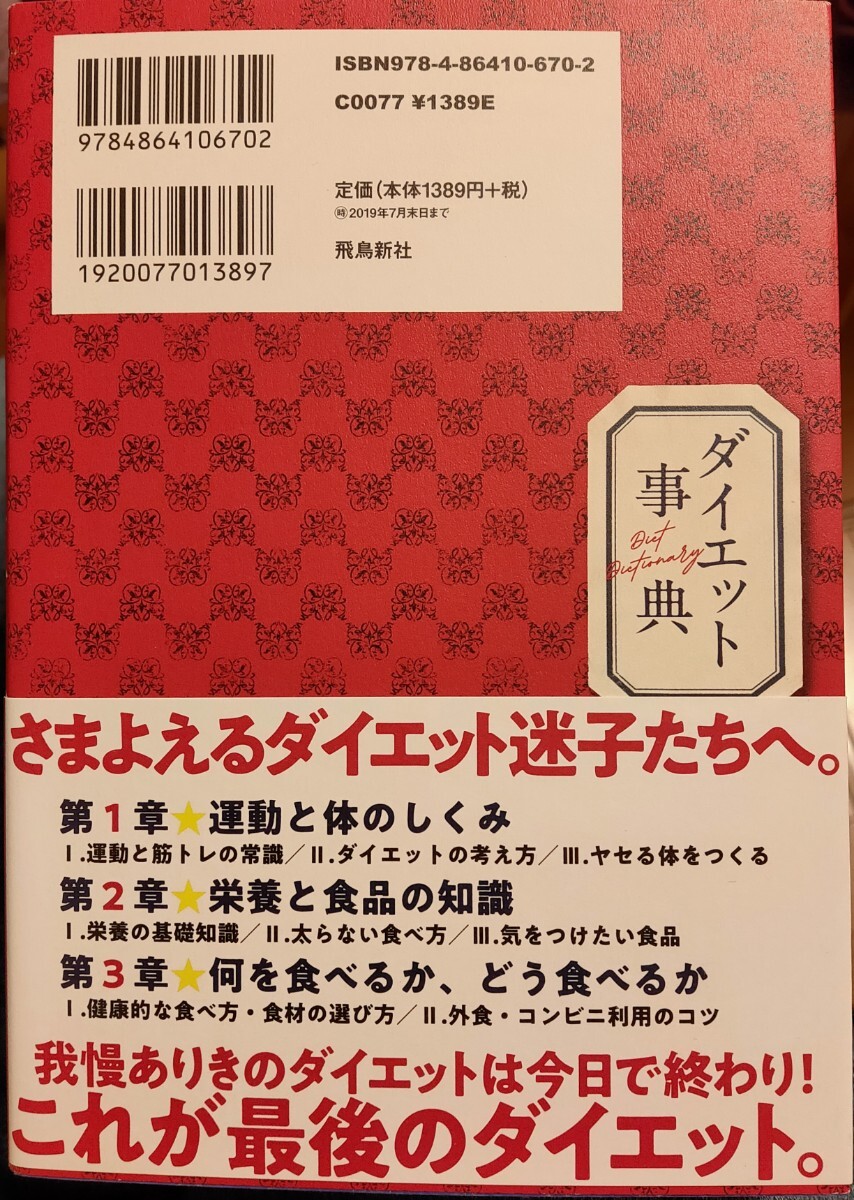 ISBN978-4-86410-670-2
C0077 ¥1389E
9784864106702
定価(本体1389円+税)
㊕2019年7月末日まで
飛鳥新社
1920077013897
ダイエット
事典
Diet
Dictionary
さまよえるダイエット迷子たちへ。
第1章★運動と体のしくみ
Ⅰ.運動と筋トレの常識/Ⅱ.ダイエットの考え方/Ⅲ.ヤセる体をつくる
第2章★栄養と食品の知識
Ⅰ.栄養の基礎知識/Ⅱ.太らない食べ方/Ⅲ.気をつけたい食品
第3章★何を食べるか、どう食べるか
Ⅰ.健康的な食べ方・食材の選び方/Ⅱ.外食・コンビニ利用のコツ
我慢ありきのダイエットは今日で終わり!
これが最後のダイエット。